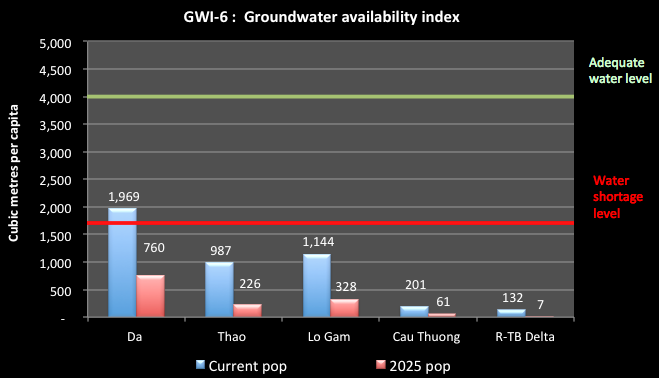 GWI-6 : Groundwater availability index
Cubic metres per capita
5,000
4,500
4,000
3,500
3,000
2,500
2,000
1,500
1,000
500
-
Adequate
water level
Water
shortage
level
1,969
760
987
226
1,144
328
201
61
132
7
Da
Thao
Lo Gam
Cau Thuong
R-TB Delta
Current pop
2025 pop